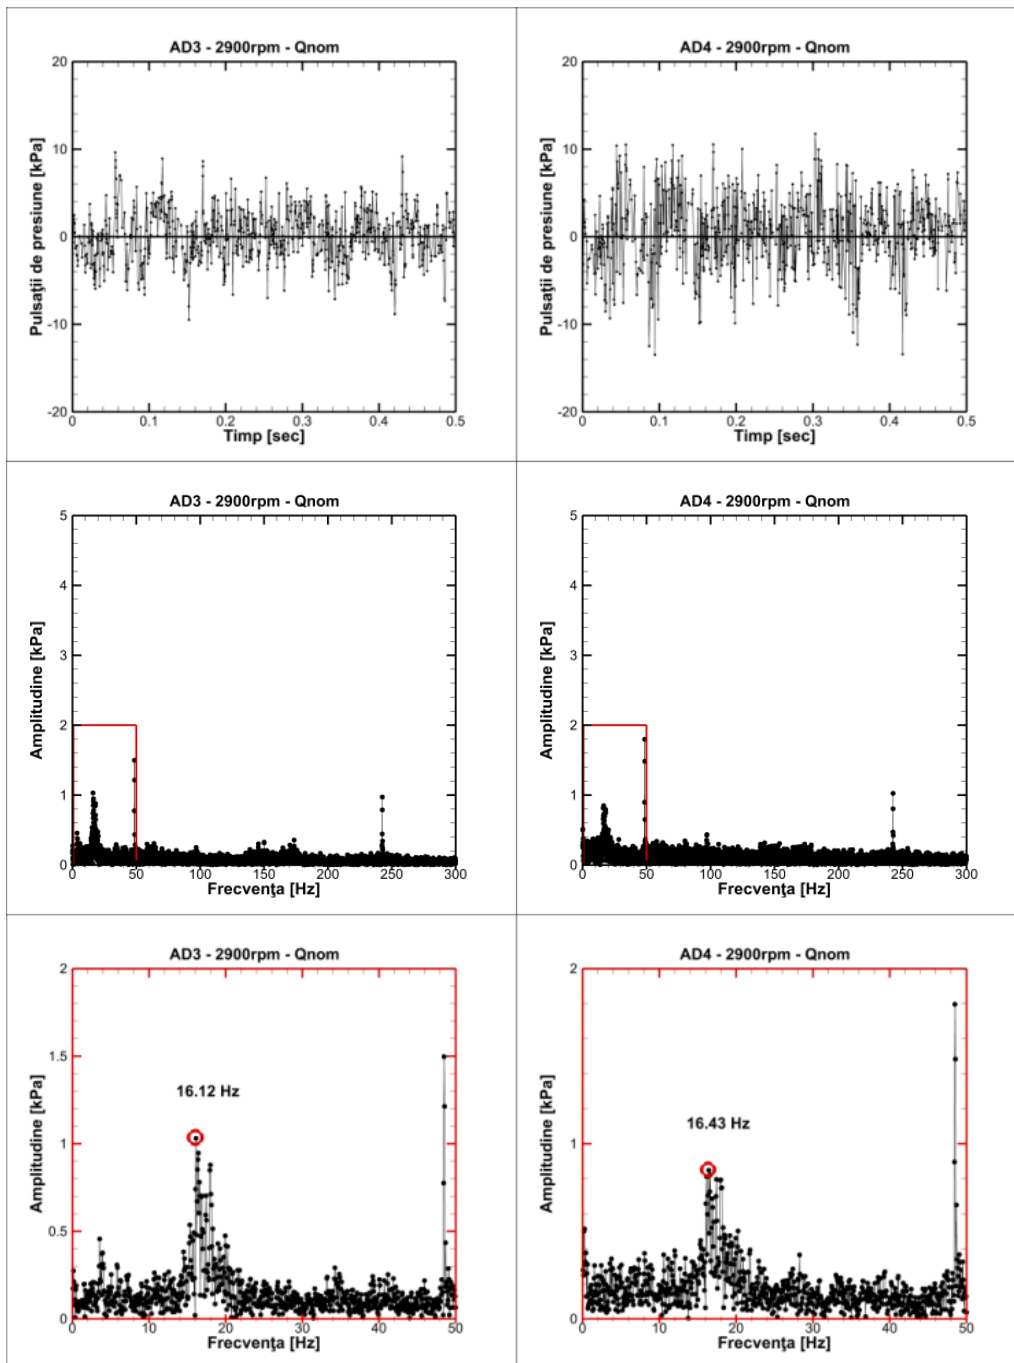 AD3 - 2900rpm - Qnom
20
10
0
-10
-20
Pulsaţii de presiune [kPa]
0 0.1 0.2 0.3 0.4 0.5
Timp [sec]
AD4 - 2900rpm - Qnom
20
10
0
-10
-20
Pulsaţii de presiune [kPa]
0 0.1 0.2 0.3 0.4 0.5
Timp [sec]
AD3 - 2900rpm - Qnom
5
4
3
2
1
0
Amplitudine [kPa]
0 50 100 150 200 250 300
Frecvenţa [Hz]
AD4 - 2900rpm - Qnom
5
4
3
2
1
0
Amplitudine [kPa]
0 50 100 150 200 250 300
Frecvenţa [Hz]
AD3 - 2900rpm - Qnom
2
1.5
1
0.5
0
Amplitudine [kPa]
16.12 Hz
0 10 20 30 40 50
Frecvenţa [Hz]
AD4 - 2900rpm - Qnom
2
1
0
Amplitudine [kPa]
16.43 Hz
0 10 20 30 40 50
Frecvenţa [Hz]